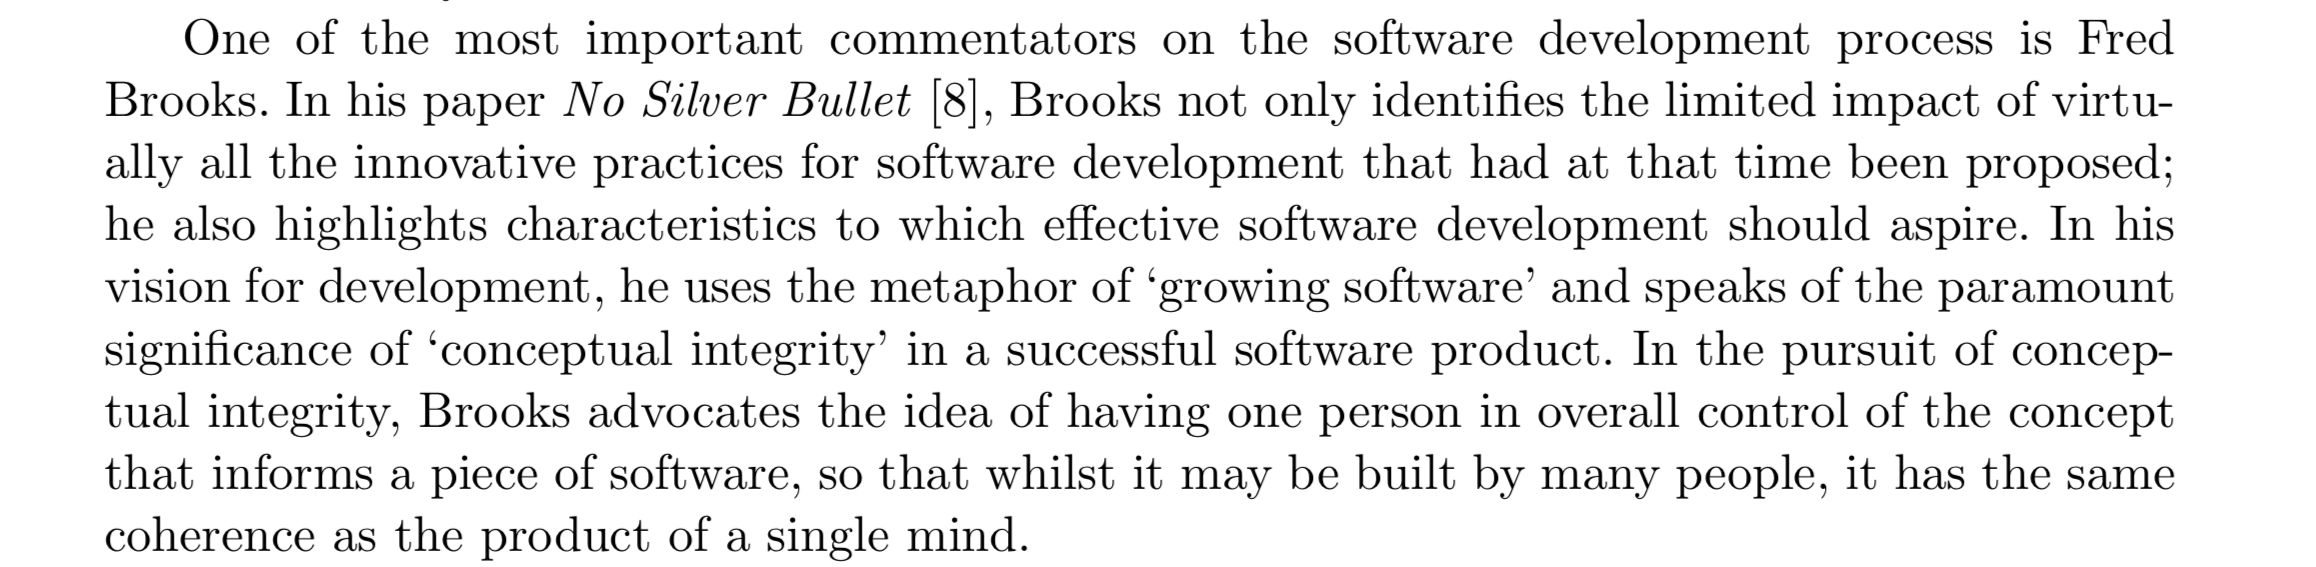 One of the most important commentators on the software development process is Fred
Brooks. In his paper No Silver Bullet [8], Brooks not only identifies the limited impact of virtu-
ally all the innovative practices for software development that had at that time been proposed;
he also highlights characteristics to which effective software development should aspire. In his
vision for development, he uses the metaphor of ‘growing software’ and speaks of the paramount
significance of ‘conceptual integrity’ in a successful software product. In the pursuit of concep-
tual integrity, Brooks advocates the idea of having one person in overall control of the concept
that informs a piece of software, so that whilst it may be built by many people, it has the same
coherence as the product of a single mind.